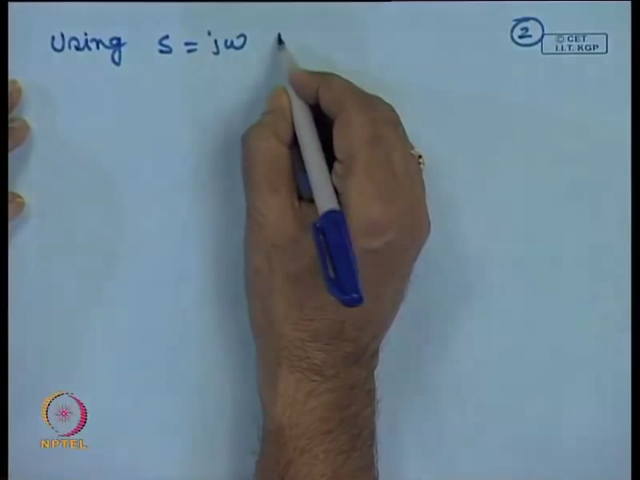 Using s = jω
2
© CET
I.I.T. KGP
NPTEL